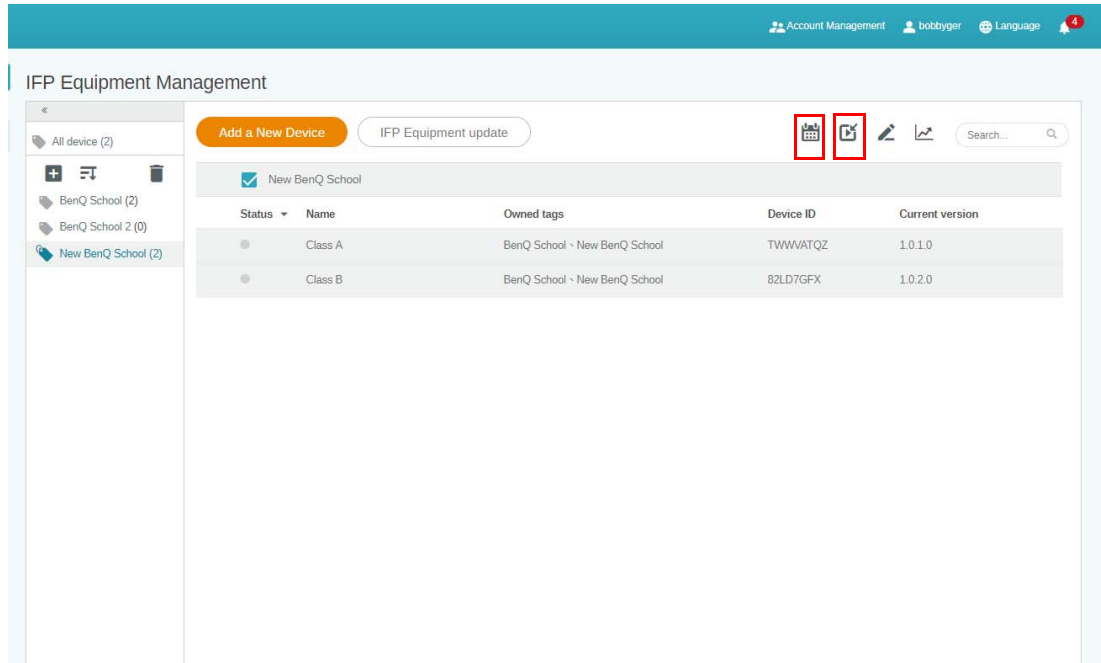 Account Management bobbyger Language 4
IFP Equipment Management
«
All device (2)
BenQ School (2)
BenQ School 2 (0)
New BenQ School (2)
Add a New Device IFP Equipment update Search...
New BenQ School
Status Name Owned tags Device ID Current version
Class A BenQ School、New BenQ School TWWVATQZ 1.0.1.0
Class B BenQ School、New BenQ School 82LD7GFX 1.0.2.0